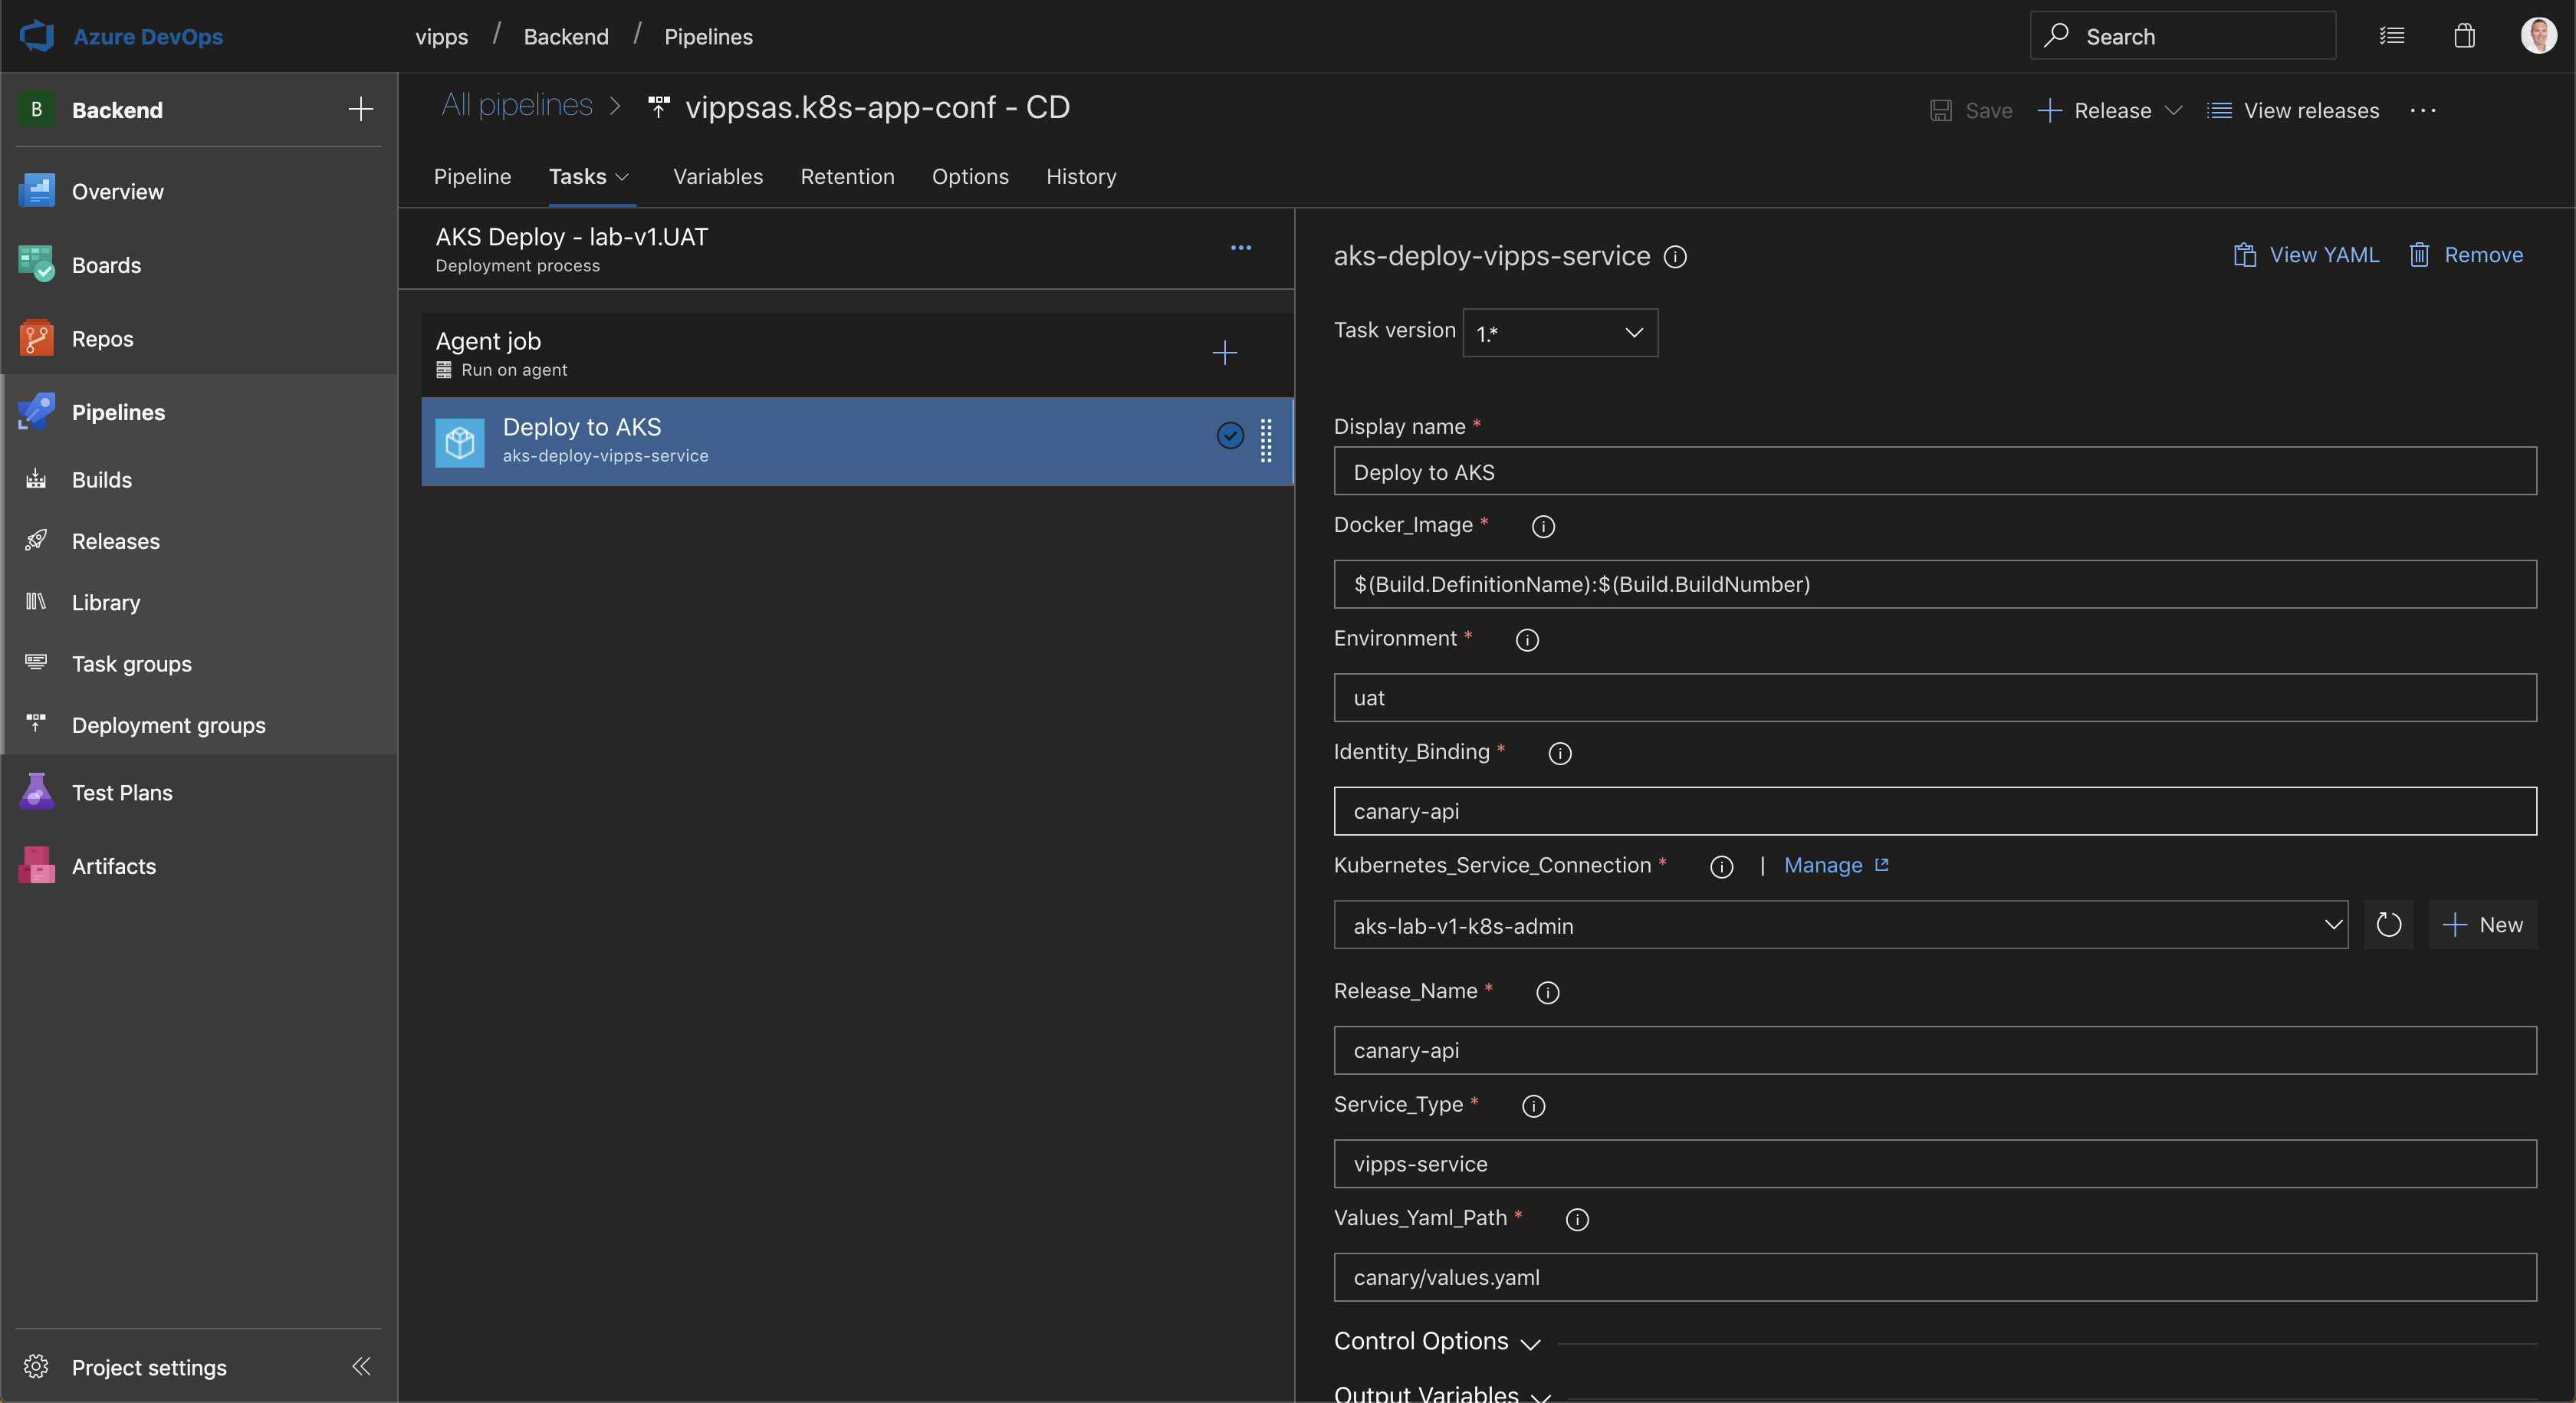 Azure DevOps
vipps / Backend / Pipelines
Search
B Backend
Overview
Boards
Repos
Pipelines
Builds
Releases
Library
Task groups
Deployment groups
Test Plans
Artifacts
Project settings
All pipelines > vippsas.k8s-app-conf - CD
Save
Release
View releases
Pipeline Tasks Variables Retention Options History
AKS Deploy - lab-v1.UAT
Deployment process
Agent job
Run on agent
Deploy to AKS
aks-deploy-vipps-service
aks-deploy-vipps-service
View YAML
Remove
Task version 1.*
Display name *
Deploy to AKS
Docker_Image *
$(Build.DefinitionName):$(Build.BuildNumber)
Environment *
uat
Identity_Binding *
canary-api
Kubernetes_Service_Connection * | Manage
aks-lab-v1-k8s-admin
New
Release_Name *
canary-api
Service_Type *
vipps-service
Values_Yaml_Path *
canary/values.yaml
Control Options
Output Variables